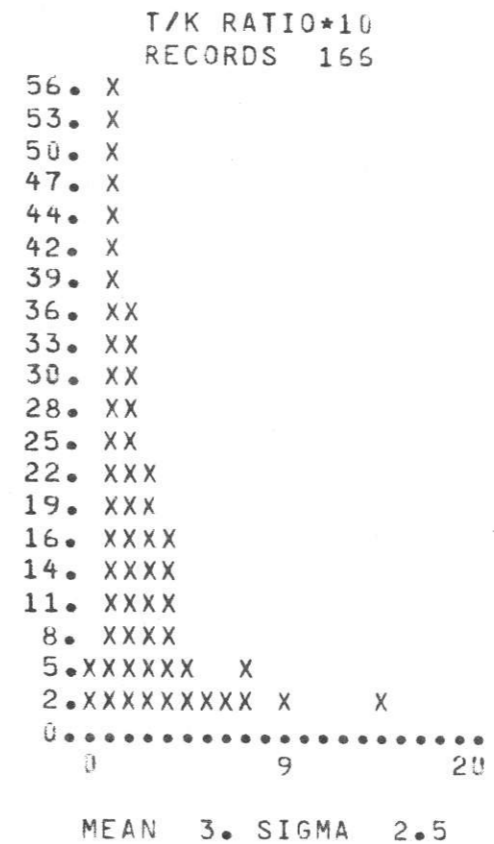 T/K RATIO*10
RECORDS 166
56. X
53. X
50. X
47. X
44. X
42. X
39. X
36. XX
33. XX
30. XX
28. XX
25. XX
22. XXX
19. XXX
16. XXXX
14. XXXX
11. XXXX
8. XXXX
5.XXXXXX X
2.XXXXXXXXX X X
0......................
0 9 20
MEAN 3. SIGMA 2.5